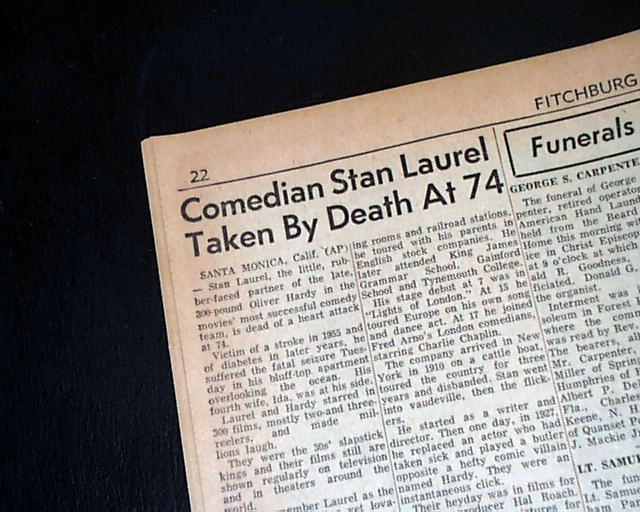 FITCHBURG
22
Comedian Stan Laurel
Taken By Death At 74
SANTA MONICA, Calif. (AP)
— Stan Laurel, the little, rub-
ber-faced partner of the late,
300-pound Oliver Hardy in the
movies' most successful comedy
team, is dead of a heart attack
at 74.
Victim of a stroke in 1955 and
of diabetes in later years, he
suffered the fatal seizure Tues-
day in his bluff-top apartment
overlooking the ocean. His
fourth wife, Ida, was at his side.
Laurel and Hardy starred in
300 films, mostly two-and three-
reelers, and made mil-
lions laugh.
They were the 30s' slapstick
kings and their films still are
shown regularly on television
and in theaters around the
world.
member Laurel as the
ing rooms and railroad stations,
he toured with his parents in
English stock companies. He
later attended King James
Grammar School, Gainford
School and Tynemouth College.
His stage debut at 7 was in
"Lights of London." At 15 he
toured Europe on his own song
and dance act. At 17 he joined
Fred Arno's London comedians,
starring Charlie Chaplin.
The company arrived in New
York in 1910 on a cattle boat,
toured the country for three
years and disbanded. Stan went
into vaudeville, then the flick-
ers.
He started as a writer and
director. Then one day, in 1927,
he replaced an actor who had
taken sick and played a butler
opposite a hefty comic villain
named Hardy. They were an
instantaneous click.
Their heyday was in films for
producer Hal Roach.
Funerals
GEORGE S. CARPENTE
The funeral of George
penter, retired operato
American Hand Laund
held from the Beard
Home this morning w
ice in Christ Episcop
at 9 o'clock at which
old R. Goodness,
ficiated. Donald G.
the organist.
Interment was i
oleum in Forest
where the comm
was read by Rev
The bearers,
Mr. Carpenter
Miller of Spring
Humphries of
Albert P. De
Fla., Charles
Keene, N.
of Quanset P
J. Mackie
LT. SAMU
The fun
Lt. Samu
ham Par